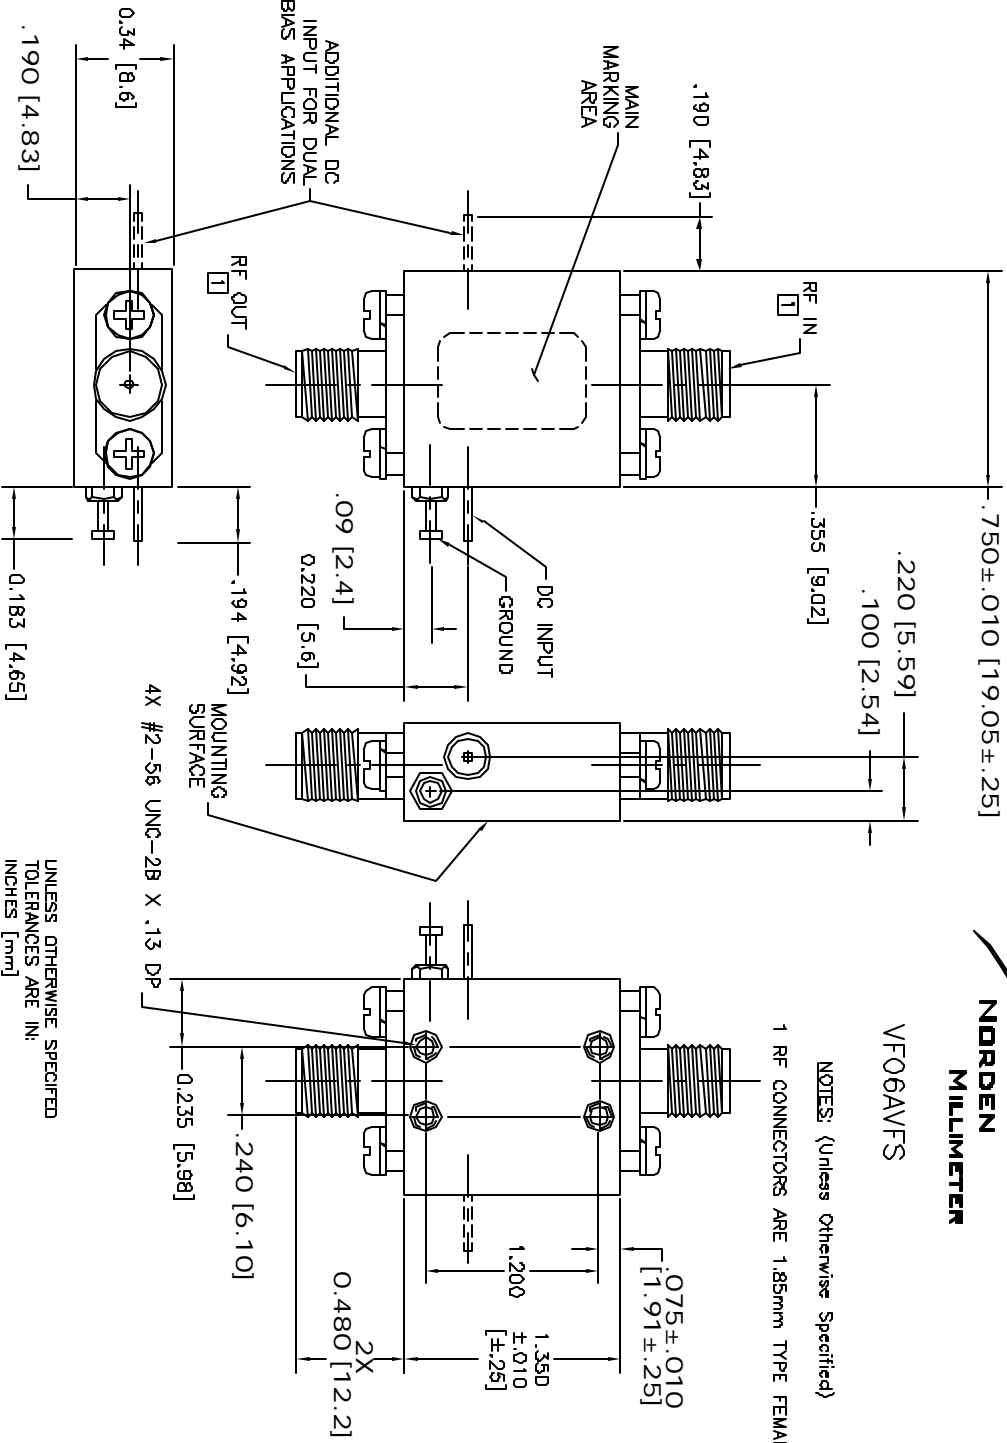 NORDEN
MILLIMETER
VF06AVFS
NOTES: (Unless Otherwise Specified)
1 RF CONNECTORS ARE 1.85mm TYPE
.750±.010 [19.05±.25]
.220 [5.59]
.100 [2.54]
.355 [9.02]
RF IN
1
.190 [4.83]
MAIN
MARKING
AREA
ADDITIONAL DC
INPUT FOR DUAL
BIAS APPLICATIONS
RF OUT
1
0.34 [8.6]
.190 [4.83]
DC INPUT
GROUND
.09 [2.4]
0.220 [5.6]
.194 [4.92]
0.183 [4.65]
MOUNTING
SURFACE
4X #2-56 UNC-2B X .13 DP
.075±.010
[1.91±.25]
1.200
1.350
±.010
[±.25]
2X
0.480 [12.2]
.240 [6.10]
0.235 [5.98]
UNLESS OTHERWISE SPECIFED
TOLERANCES ARE IN:
INCHES [mm]